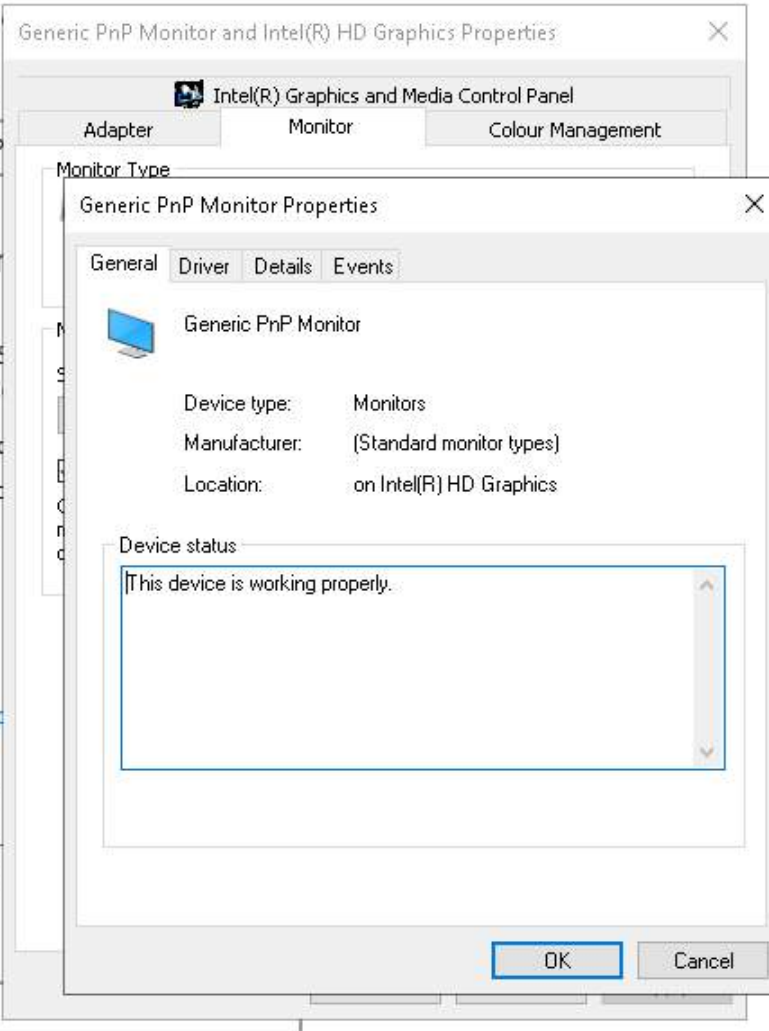 Generic PnP Monitor and Intel(R) HD Graphics Properties
Intel(R) Graphics and Media Control Panel
Adapter
Monitor
Colour Management
Monitor Type
Generic PnP Monitor Properties
General
Driver
Details
Events
Generic PnP Monitor
Device type: Monitors
Manufacturer: (Standard monitor types)
Location: on Intel(R) HD Graphics
Device status
This device is working properly.
OK
Cancel